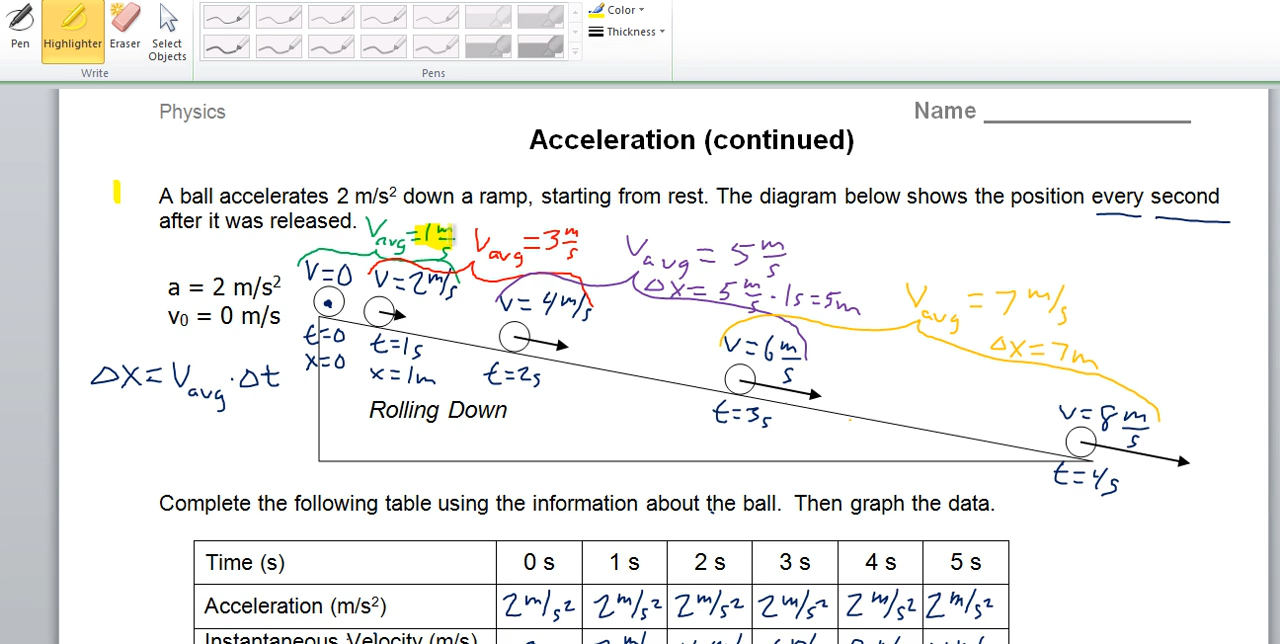 Color
Thickness
Pen
Highlighter
Eraser
Select
Objects
Write
Pens
Physics
Name
Acceleration (continued)
A ball accelerates 2 m/s² down a ramp, starting from rest. The diagram below shows the position every second
after it was released.
Vavg = 1 m/s
Vavg = 3 m/s
Vavg = 5 m/s
Δx = 5 m/s · 1s = 5m
Vavg = 7 m/s
Δx = 7m
a = 2 m/s²
v₀ = 0 m/s
Δx = Vavg · Δt
v=0
t=0
x=0
v=2m/s
t=1s
x=1m
v=4m/s
t=2s
v=6 m/s
t=3s
v=8 m/s
t=4s
Rolling Down
Complete the following table using the information about the ball. Then graph the data.
Time (s) 0 s 1 s 2 s 3 s 4 s 5 s
Acceleration (m/s²) 2 m/s² 2 m/s² 2 m/s² 2 m/s² 2 m/s² 2 m/s²
Instantaneous Velocity (m/s)